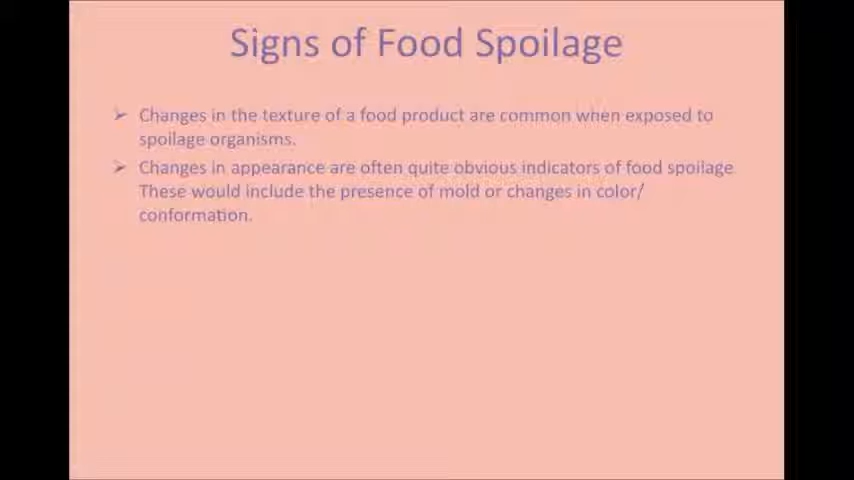 Signs of Food Spoilage
➢ Changes in the texture of a food product are common when exposed to
spoilage organisms.
➢ Changes in appearance are often quite obvious indicators of food spoilage
These would include the presence of mold or changes in color/
conformation.